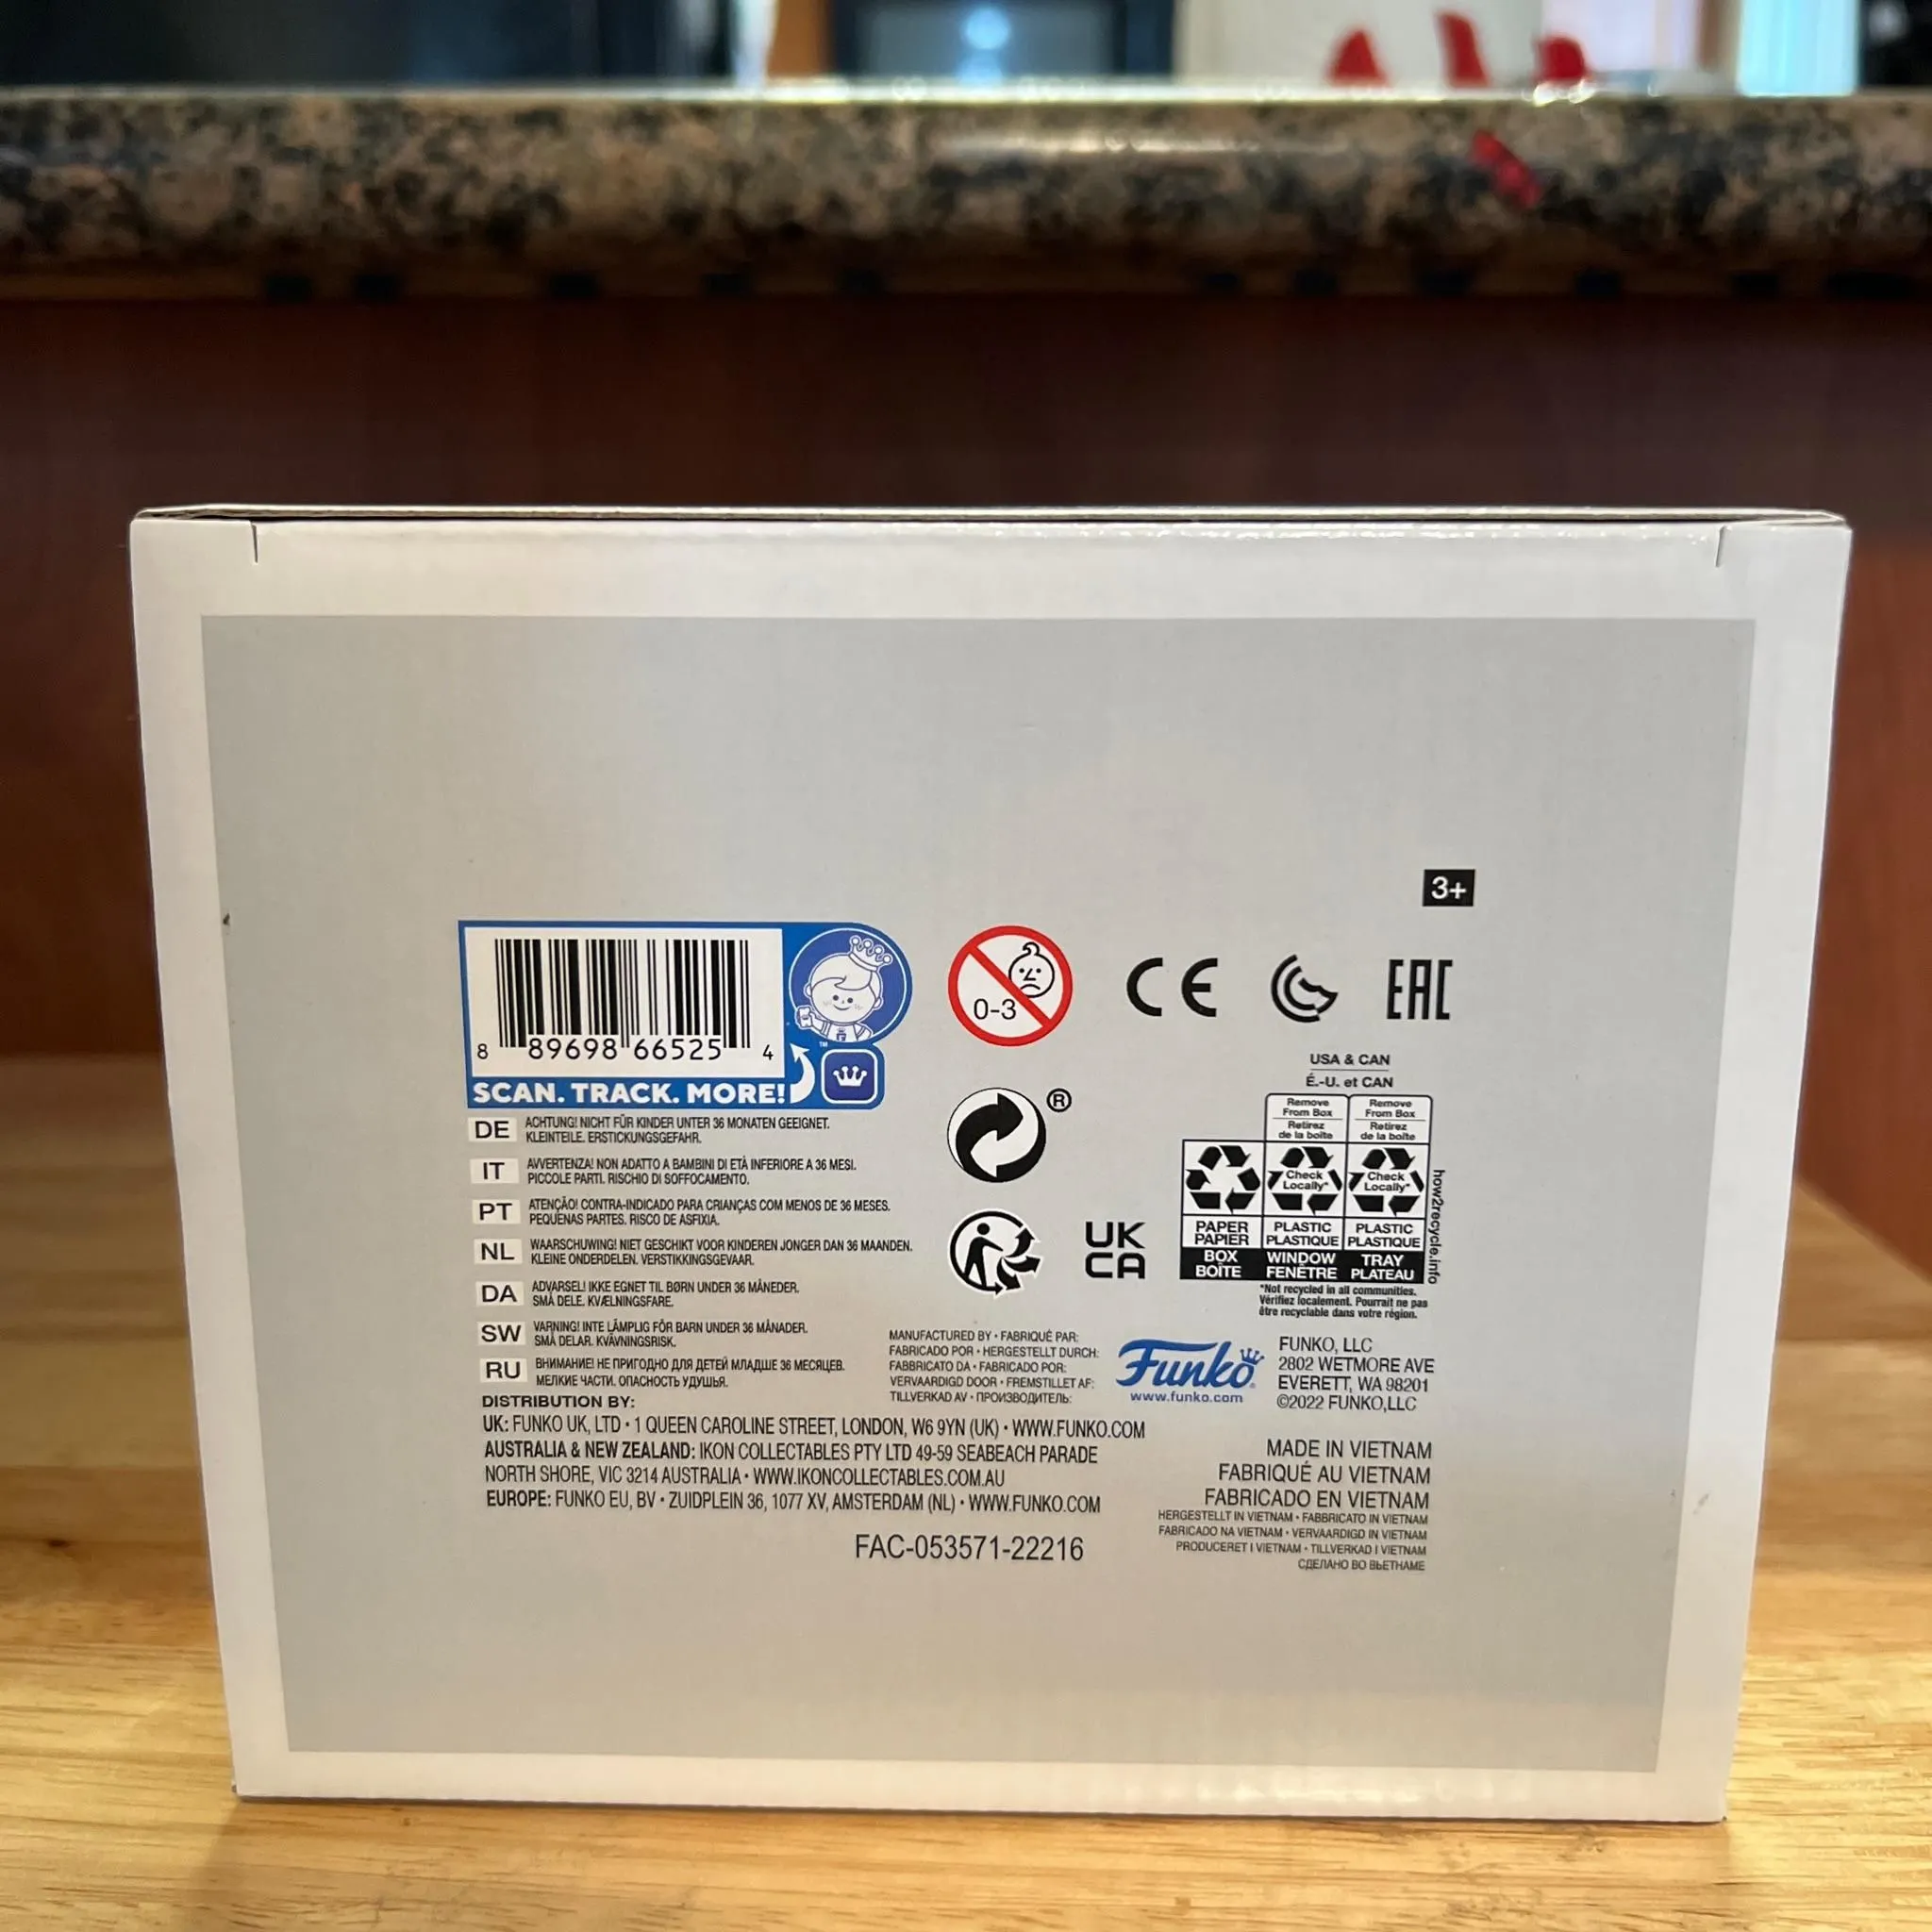 3+
8 89698 66525 4
™
SCAN. TRACK. MORE!
0-3
CE
EAC
DE ACHTUNG! NICHT FÜR KINDER UNTER 36 MONATEN GEEIGNET.
KLEINTEILE. ERSTICKUNGSGEFAHR.
IT AVVERTENZA! NON ADATTO A BAMBINI DI ETÀ INFERIORE A 36 MESI.
PICCOLE PARTI. RISCHIO DI SOFFOCAMENTO.
PT ATENÇÃO! CONTRA-INDICADO PARA CRIANÇAS COM MENOS DE 36 MESES.
PEQUENAS PARTES. RISCO DE ASFIXIA.
NL WAARSCHUWING! NIET GESCHIKT VOOR KINDEREN JONGER DAN 36 MAANDEN.
KLEINE ONDERDELEN. VERSTIKKINGSGEVAAR.
DA ADVARSEL! IKKE EGNET TIL BØRN UNDER 36 MÅNEDER.
SMÅ DELE. KVÆLNINGSFARE.
SW VARNING! INTE LÄMPLIG FÖR BARN UNDER 36 MÅNADER.
SMÅ DELAR. KVÄVNINGSRISK.
RU ВНИМАНИЕ! НЕ ПРИГОДНО ДЛЯ ДЕТЕЙ МЛАДШЕ 36 МЕСЯЦЕВ.
МЕЛКИЕ ЧАСТИ. ОПАСНОСТЬ УДУШЬЯ.
®
UK
CA
USA & CAN
É.-U. et CAN
Remove
From Box
Retirez
de la boîte
Remove
From Box
Retirez
de la boîte
Check
Locally*
Check
Locally*
PAPER
PAPIER
BOX
BOÎTE
PLASTIC
PLASTIQUE
WINDOW
FENÊTRE
PLASTIC
PLASTIQUE
TRAY
PLATEAU
how2recycle.info
*Not recycled in all communities.
Vérifiez localement. Pourrait ne pas
être recyclable dans votre région.
MANUFACTURED BY • FABRIQUÉ PAR:
FABRICADO POR • HERGESTELLT DURCH:
FABBRICATO DA • FABRICADO POR:
VERVAARDIGD DOOR • FREMSTILLET AF:
TILLVERKAD AV • ПРОИЗВОДИТЕЛЬ:
Funko®
www.funko.com
FUNKO, LLC
2802 WETMORE AVE
EVERETT, WA 98201
©2022 FUNKO,LLC
DISTRIBUTION BY:
UK: FUNKO UK, LTD • 1 QUEEN CAROLINE STREET, LONDON, W6 9YN (UK) • WWW.FUNKO.COM
AUSTRALIA & NEW ZEALAND: IKON COLLECTABLES PTY LTD 49-59 SEABEACH PARADE
NORTH SHORE, VIC 3214 AUSTRALIA • WWW.IKONCOLLECTABLES.COM.AU
EUROPE: FUNKO EU, BV • ZUIDPLEIN 36, 1077 XV, AMSTERDAM (NL) • WWW.FUNKO.COM
FAC-053571-22216
MADE IN VIETNAM
FABRIQUÉ AU VIETNAM
FABRICADO EN VIETNAM
HERGESTELLT IN VIETNAM • FABBRICATO IN VIETNAM
FABRICADO NA VIETNAM • VERVAARDIGD IN VIETNAM
PRODUCERET I VIETNAM • TILLVERKAD I VIETNAM
СДЕЛАНО ВО ВЬЕТНАМЕ